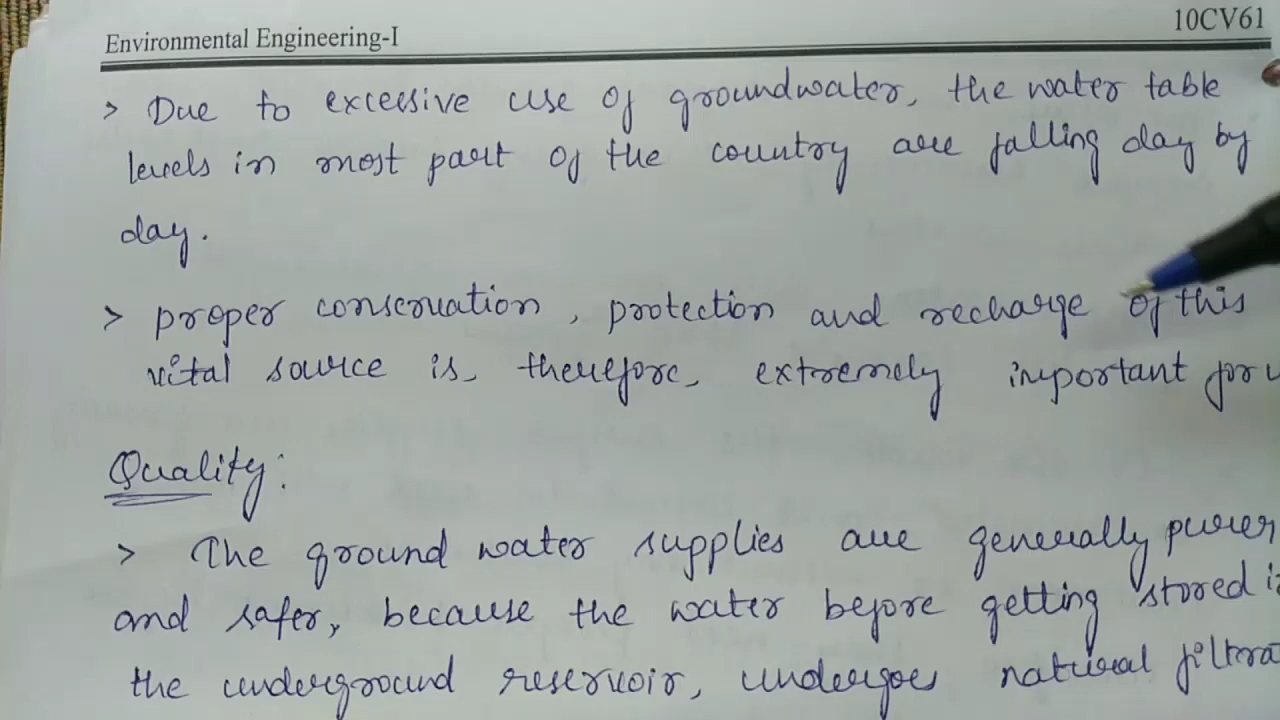 Environmental Engineering-I 10CV61
> Due to excessive use of groundwater, the water table
levels in most part of the country are falling day by
day.
> proper conservation, protection and recharge of this
vital source is, therefore, extremely important for
Quality:
> The ground water supplies are generally purer,
and safer, because the water before getting stored
the underground reservoir, undergoes natural filtra